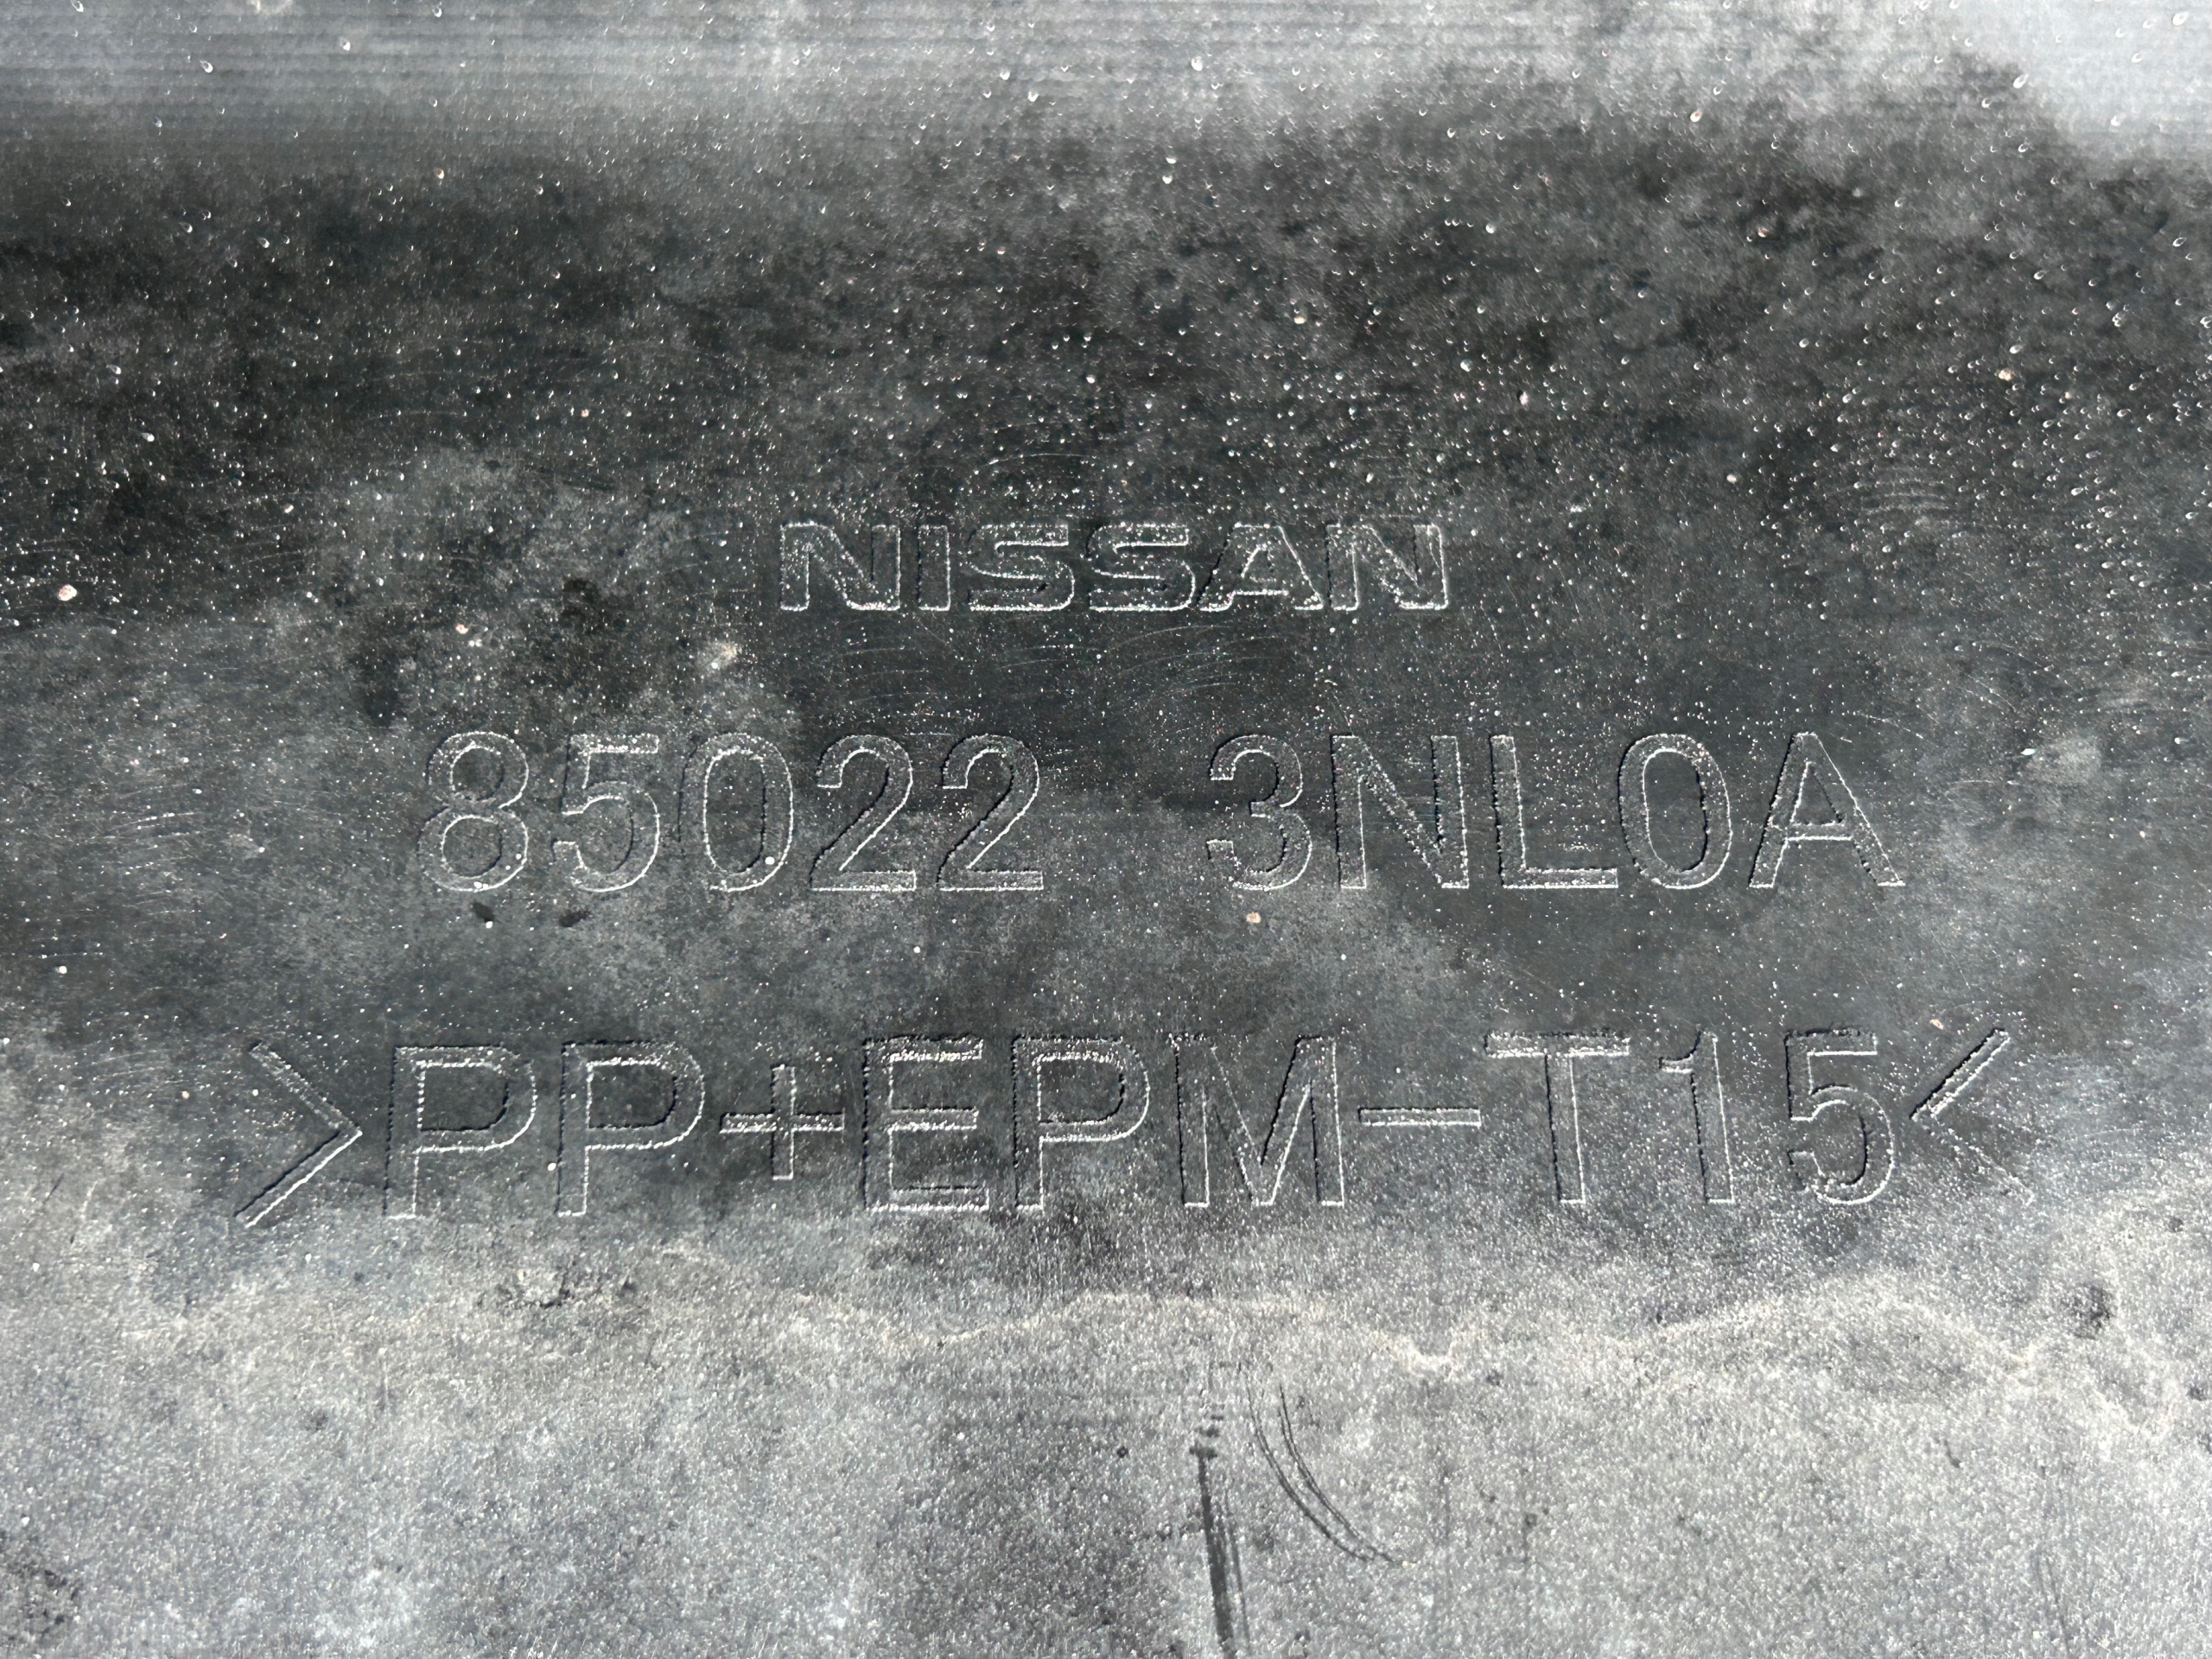 NISSAN
85022 3NL0A
>PP+EPM-T15<